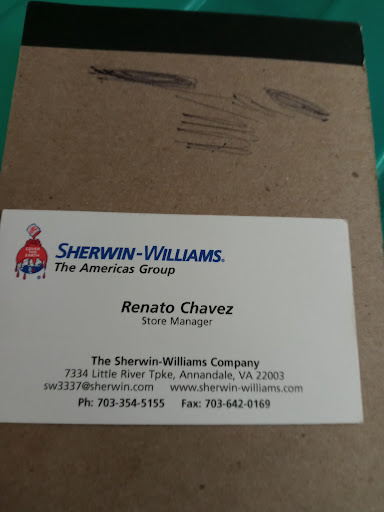 COVER THE EARTH
SHERWIN-WILLIAMS.
The Americas Group
Renato Chavez
Store Manager
The Sherwin-Williams Company
7334 Little River Tpke, Annandale, VA 22003
sw3337@sherwin.com www.sherwin-williams.com
Ph: 703-354-5155 Fax: 703-642-0169